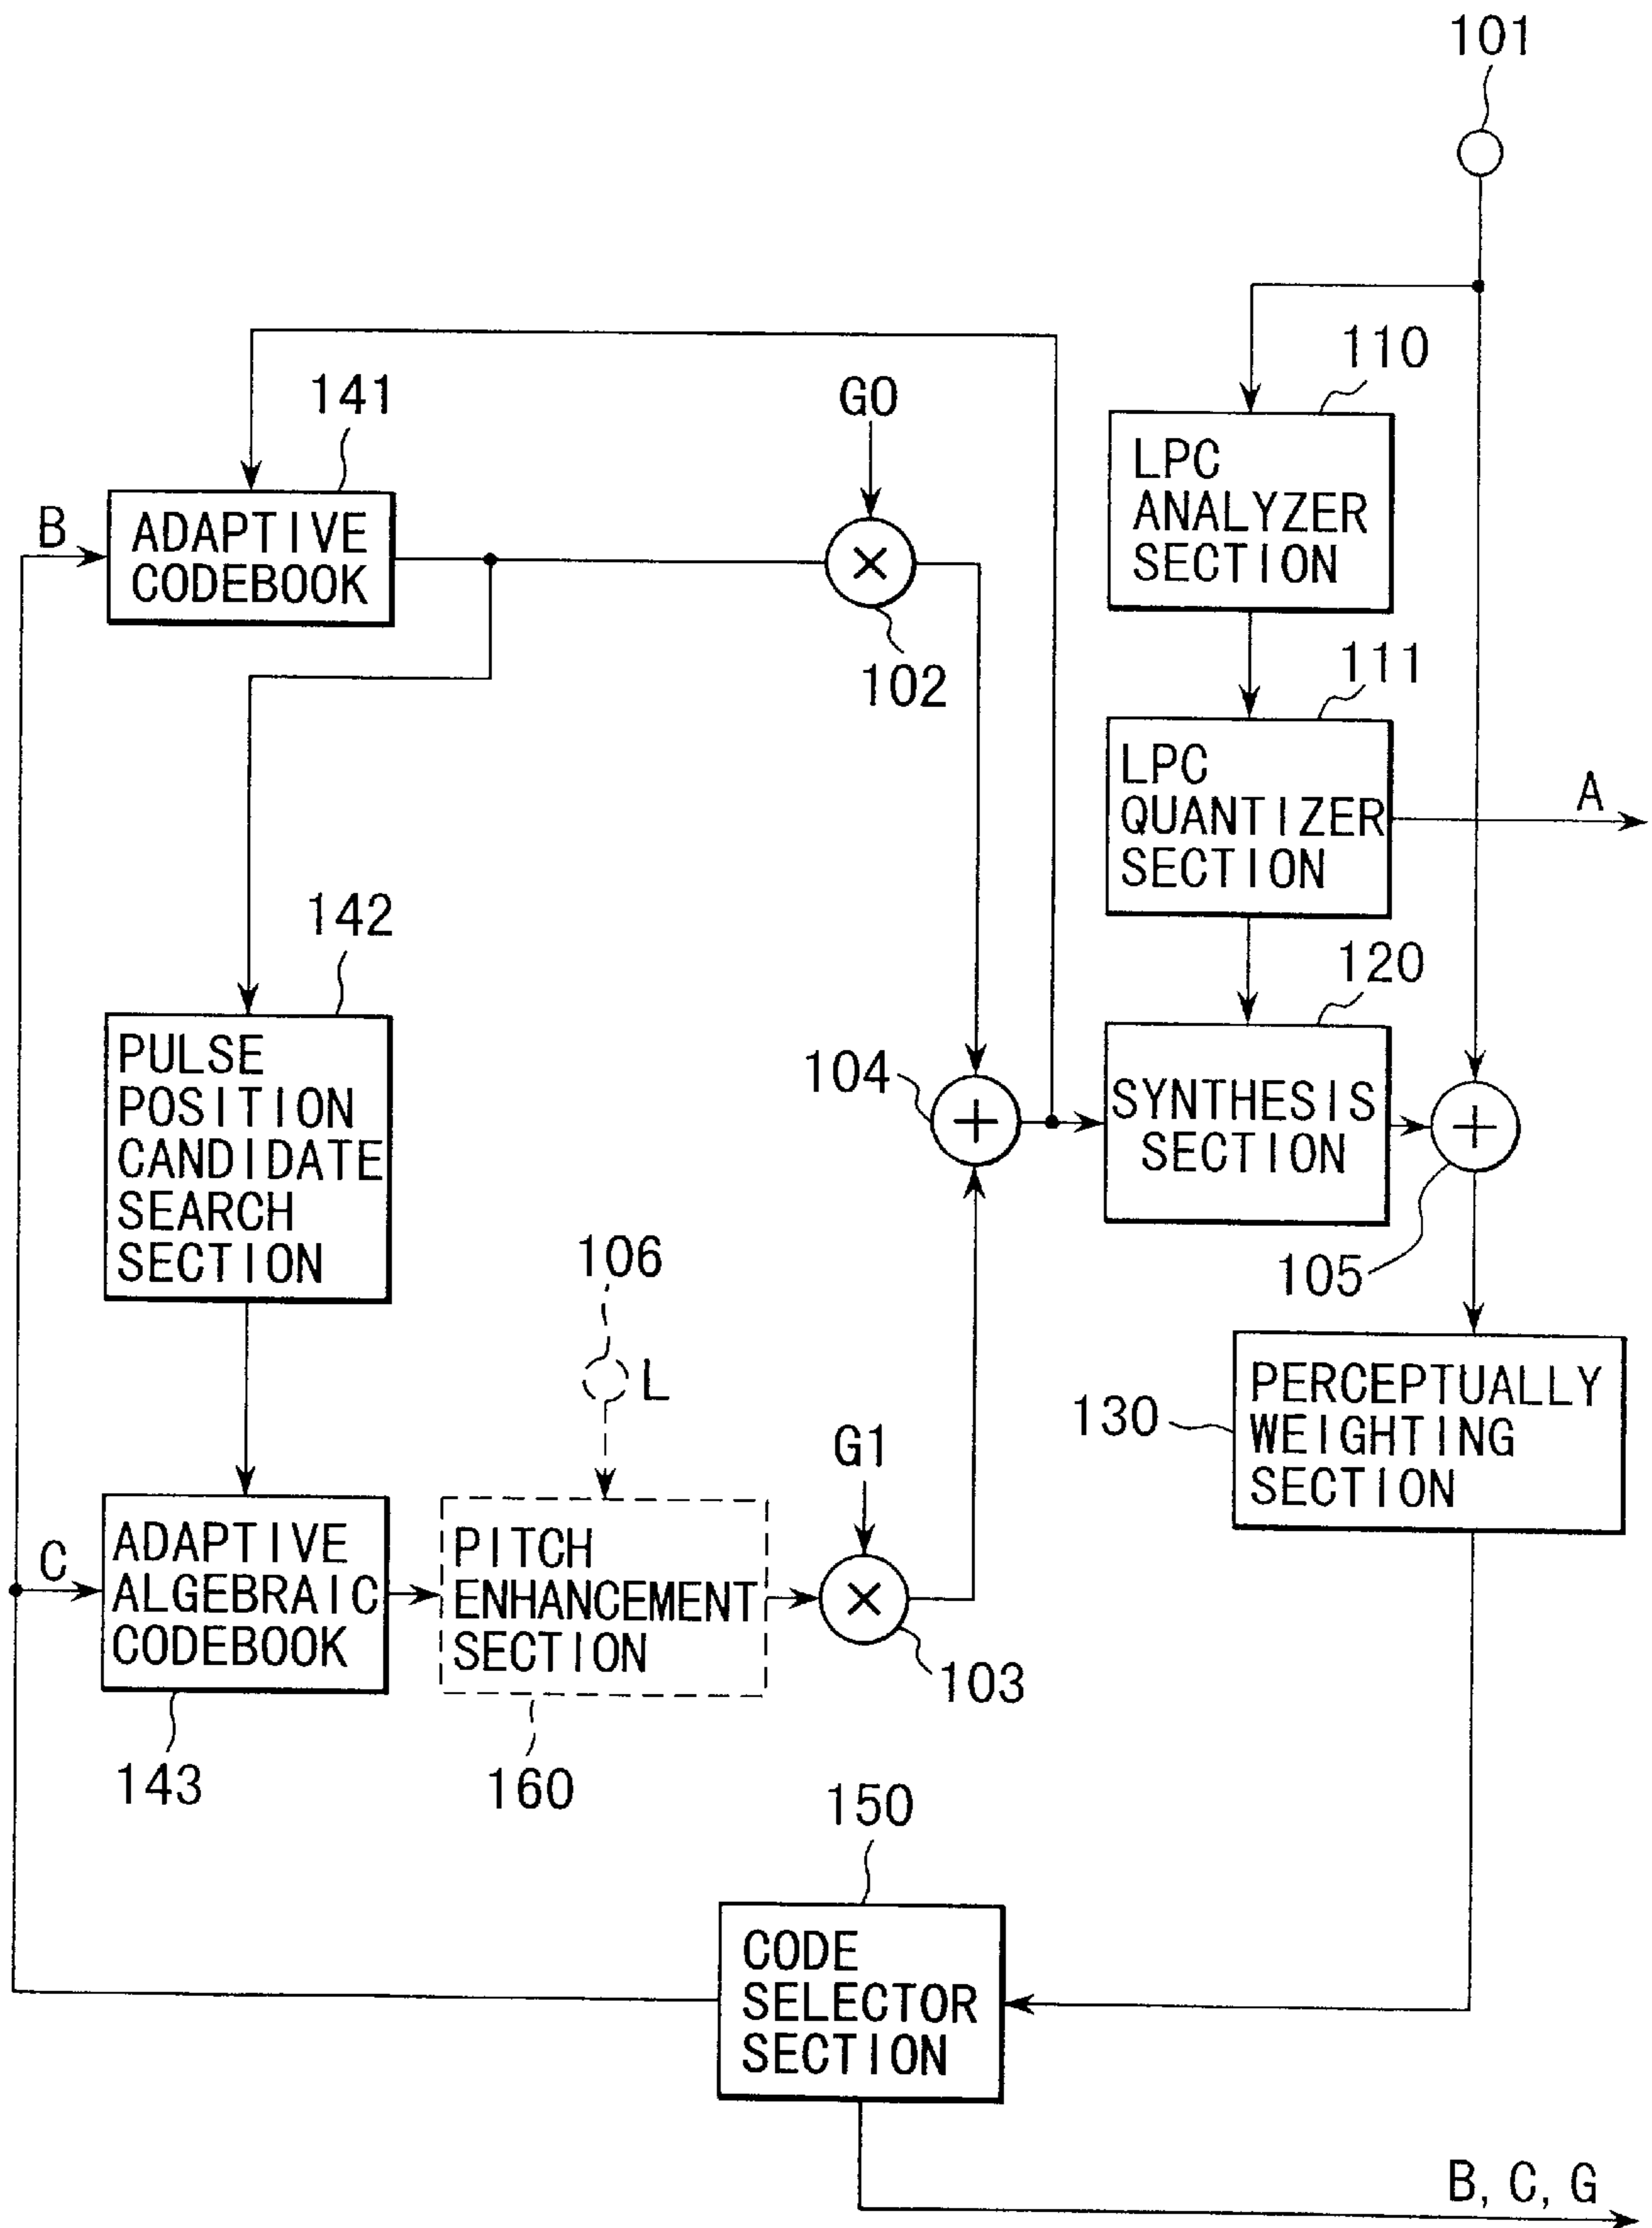 101
110
141
G0
LPC
ANALYZER
SECTION
B
ADAPTIVE
CODEBOOK
102
111
LPC
QUANTIZER
SECTION
A
142
120
PULSE
POSITION
CANDIDATE
SEARCH
SECTION
104
SYNTHESIS
SECTION
105
106
L
G1
130
PERCEPTUALLY
WEIGHTING
SECTION
C
ADAPTIVE
ALGEBRAIC
CODEBOOK
PITCH
ENHANCEMENT
SECTION
103
143
160
150
CODE
SELECTOR
SECTION
B, C, G